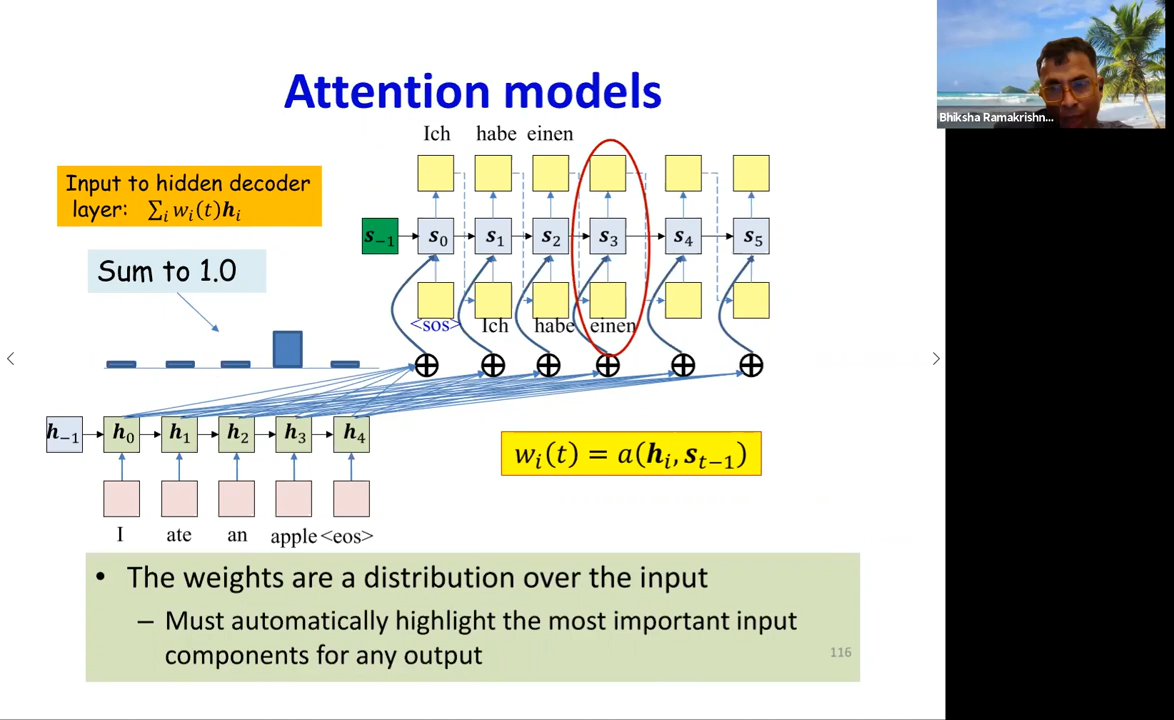 Bhiksha Ramakrishn...
Attention models
Ich habe einen
Input to hidden decoder
layer: ∑ᵢ wᵢ(t)hᵢ
s₋₁ s₀ s₁ s₂ s₃ s₄ s₅
Sum to 1.0
<sos> Ich habe einen
h₋₁ h₀ h₁ h₂ h₃ h₄
wᵢ(t) = a(hᵢ, sₜ₋₁)
I ate an apple <eos>
• The weights are a distribution over the input
– Must automatically highlight the most important input
components for any output
116